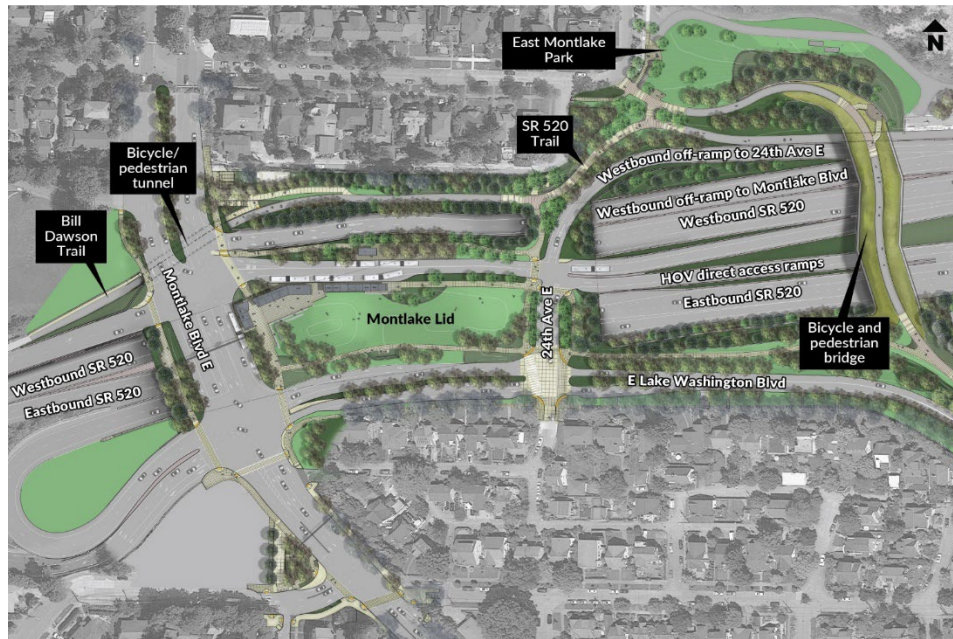 East Montlake
Park
N
SR 520
Trail
Bicycle/
pedestrian
tunnel
Westbound off-ramp to 24th Ave E
Westbound off-ramp to Montlake Blvd
Westbound SR 520
Bill
Dawson
Trail
Montlake Blvd E
HOV direct access ramps
Eastbound SR 520
Montlake Lid
24th Ave E
Bicycle and
pedestrian
bridge
Westbound SR 520
Eastbound SR 520
E Lake Washington Blvd